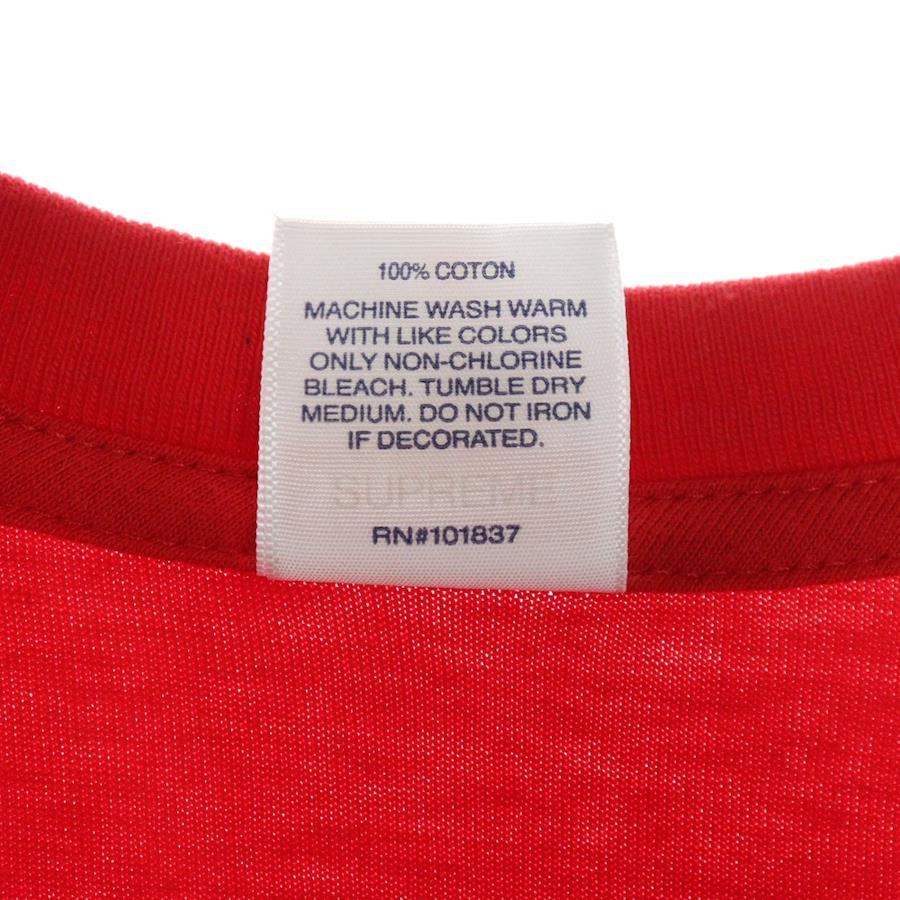 100% COTON
MACHINE WASH WARM
WITH LIKE COLORS
ONLY NON-CHLORINE
BLEACH. TUMBLE DRY
MEDIUM. DO NOT IRON
IF DECORATED.
SUPREME
RN#101837